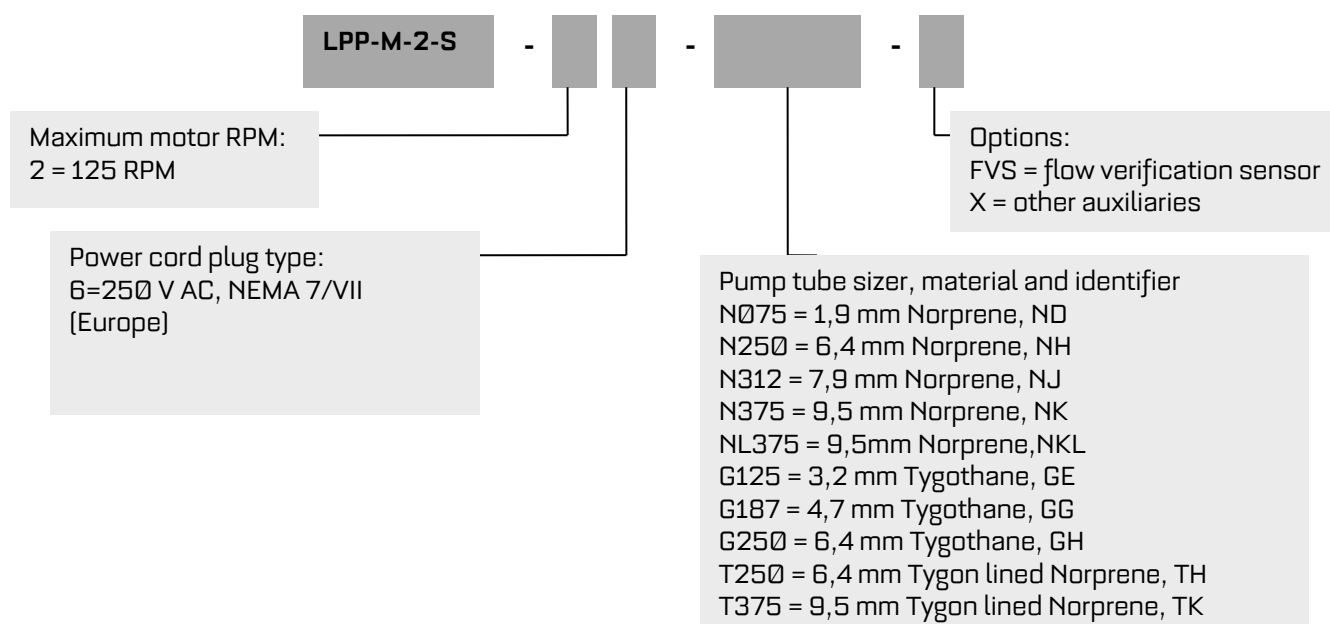 LPP-M-2-S - - -
Maximum motor RPM:
2 = 125 RPM
Options:
FVS = flow verification sensor
X = other auxiliaries
Power cord plug type:
6=250 V AC, NEMA 7/VII
(Europe)
Pump tube sizer, material and identifier
N075 = 1,9 mm Norprene, ND
N250 = 6,4 mm Norprene, NH
N312 = 7,9 mm Norprene, NJ
N375 = 9,5 mm Norprene, NK
NL375 = 9,5mm Norprene,NKL
G125 = 3,2 mm Tygothane, GE
G187 = 4,7 mm Tygothane, GG
G250 = 6,4 mm Tygothane, GH
T250 = 6,4 mm Tygon lined Norprene, TH
T375 = 9,5 mm Tygon lined Norprene, TK